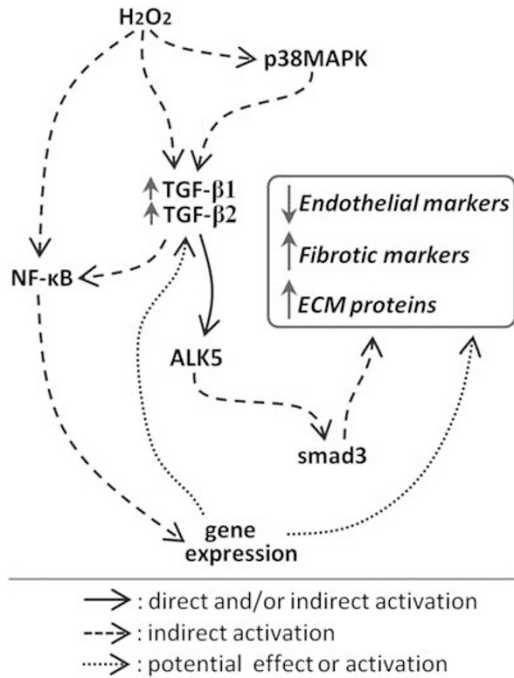 H₂O₂
p38MAPK
↑TGF-β1
↑TGF-β2
↓Endothelial markers
↑Fibrotic markers
↑ECM proteins
NF-κB
ALK5
smad3
gene
expression
: direct and/or indirect activation
: indirect activation
: potential effect or activation